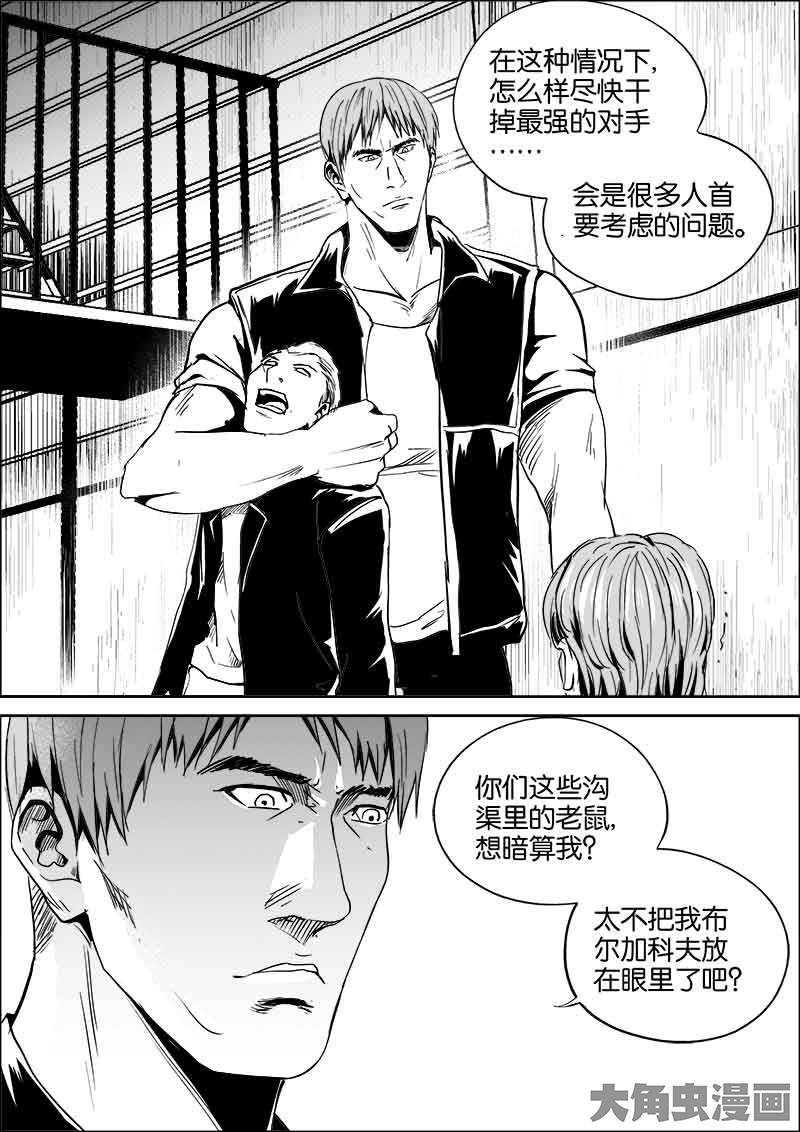 在这种情况下,
怎么样尽快干
掉最强的对手
……
会是很多人首
要考虑的问题。
你们这些沟
渠里的老鼠,
想暗算我?
太不把我布
尔加科夫放
在眼里了吧?
大角虫漫画